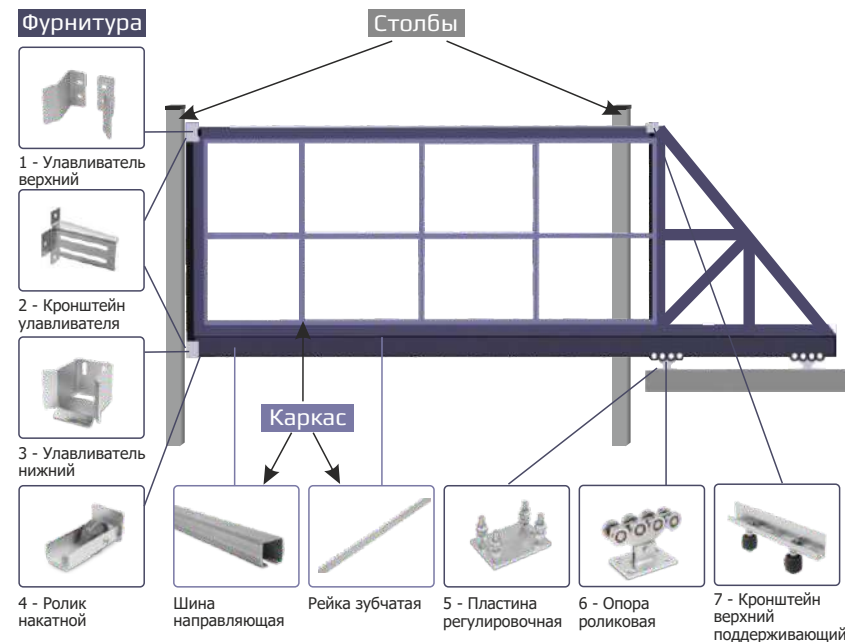 Фурнитура
Столбы
1 - Улавливатель
верхний
2 - Кронштейн
улавливателя
3 - Улавливатель
нижний
Каркас
4 - Ролик
накатной
Шина
направляющая
Рейка зубчатая
5 - Пластина
регулировочная
6 - Опора
роликовая
7 - Кронштейн
верхний
поддерживающий